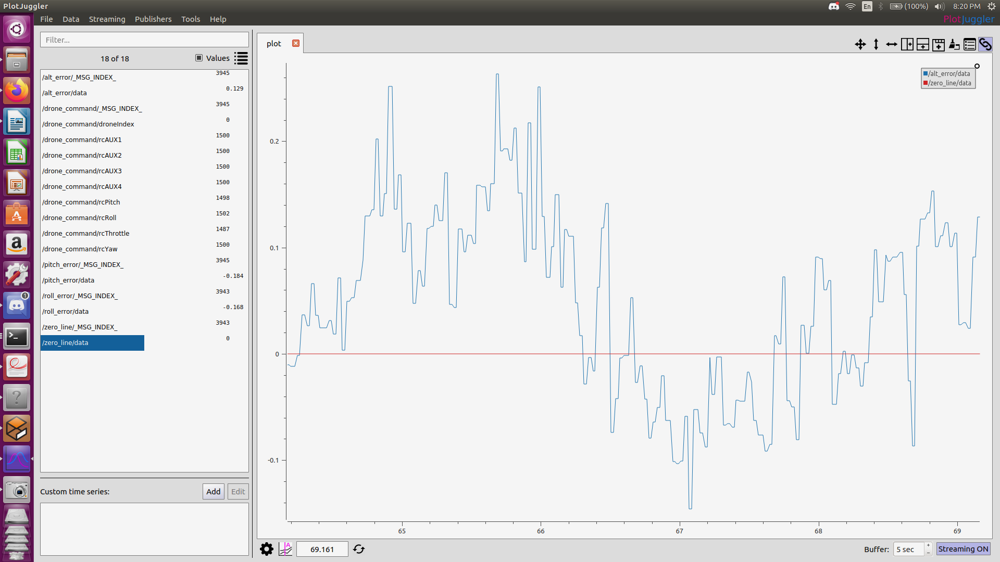 PlotJuggler
En
(100%)
8:20 PM
File Data Streaming Publishers Tools Help
PlotJuggler
Filter...
18 of 18
Values
/alt_error/_MSG_INDEX_ 3945
/alt_error/data 0.129
/drone_command/_MSG_INDEX_ 3945
/drone_command/droneIndex 0
/drone_command/rcAUX1 1500
/drone_command/rcAUX2 1500
/drone_command/rcAUX3 1500
/drone_command/rcAUX4 1500
/drone_command/rcPitch 1498
/drone_command/rcRoll 1502
/drone_command/rcThrottle 1487
/drone_command/rcYaw 1500
/pitch_error/_MSG_INDEX_ 3945
/pitch_error/data -0.184
/roll_error/_MSG_INDEX_ 3943
/roll_error/data -0.168
/zero_line/_MSG_INDEX_ 3943
/zero_line/data 0
Custom time series:
Add
Edit
plot
/alt_error/data
/zero_line/data
0.2
0.1
0
-0.1
65 66 67 68 69
A
69.161
Buffer:
5 sec
Streaming ON
a
1
>_
?
A